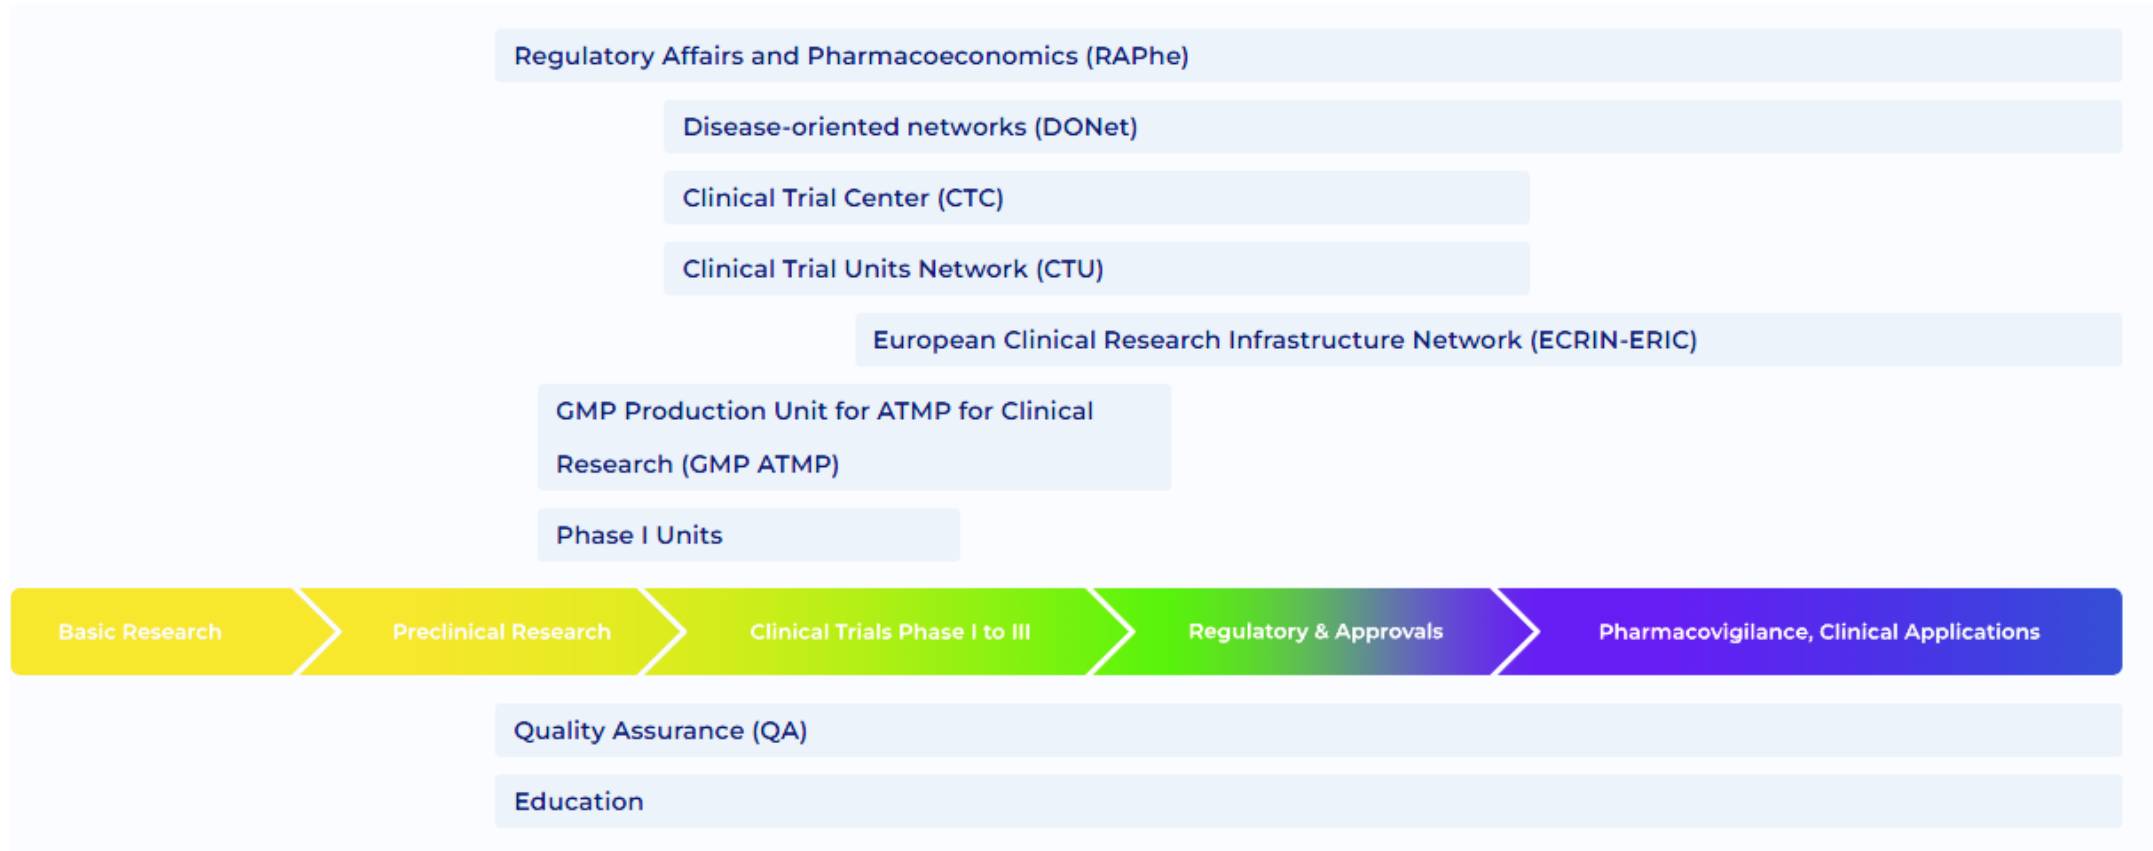 Regulatory Affairs and Pharmacoeconomics (RAPhe)
Disease-oriented networks (DONet)
Clinical Trial Center (CTC)
Clinical Trial Units Network (CTU)
European Clinical Research Infrastructure Network (ECRIN-ERIC)
GMP Production Unit for ATMP for Clinical
Research (GMP ATMP)
Phase I Units
Basic Research
Preclinical Research
Clinical Trials Phase I to III
Regulatory & Approvals
Pharmacovigilance, Clinical Applications
Quality Assurance (QA)
Education